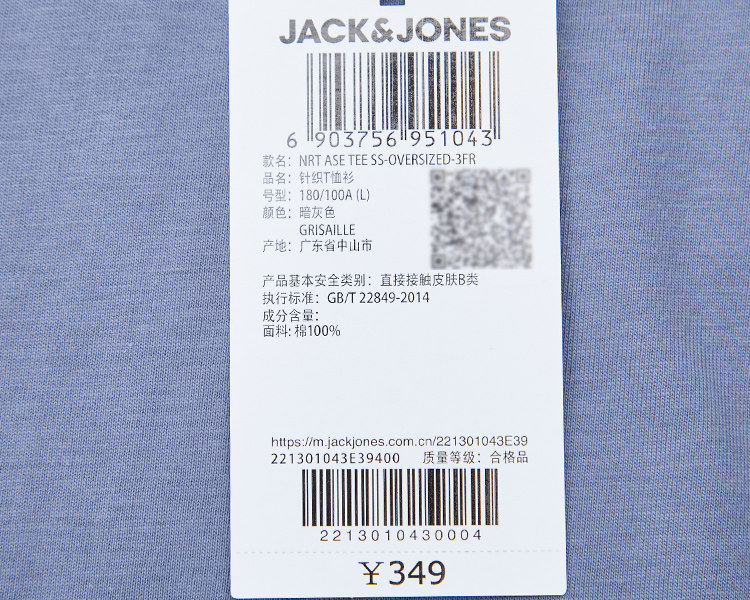 JACK&JONES
6 903756 951043
款名: NRT ASE TEE SS-OVERSIZED-3FR
品名: 针织T恤衫
号型: 180/100A (L)
颜色: 暗灰色
GRISAILLE
产地: 广东省中山市
产品基本安全类别: 直接接触皮肤B类
执行标准: GB/T 22849-2014
成分含量:
面料: 棉100%
https://m.jackjones.com.cn/221301043E39
221301043E39400 质量等级: 合格品
2213010430004
￥349